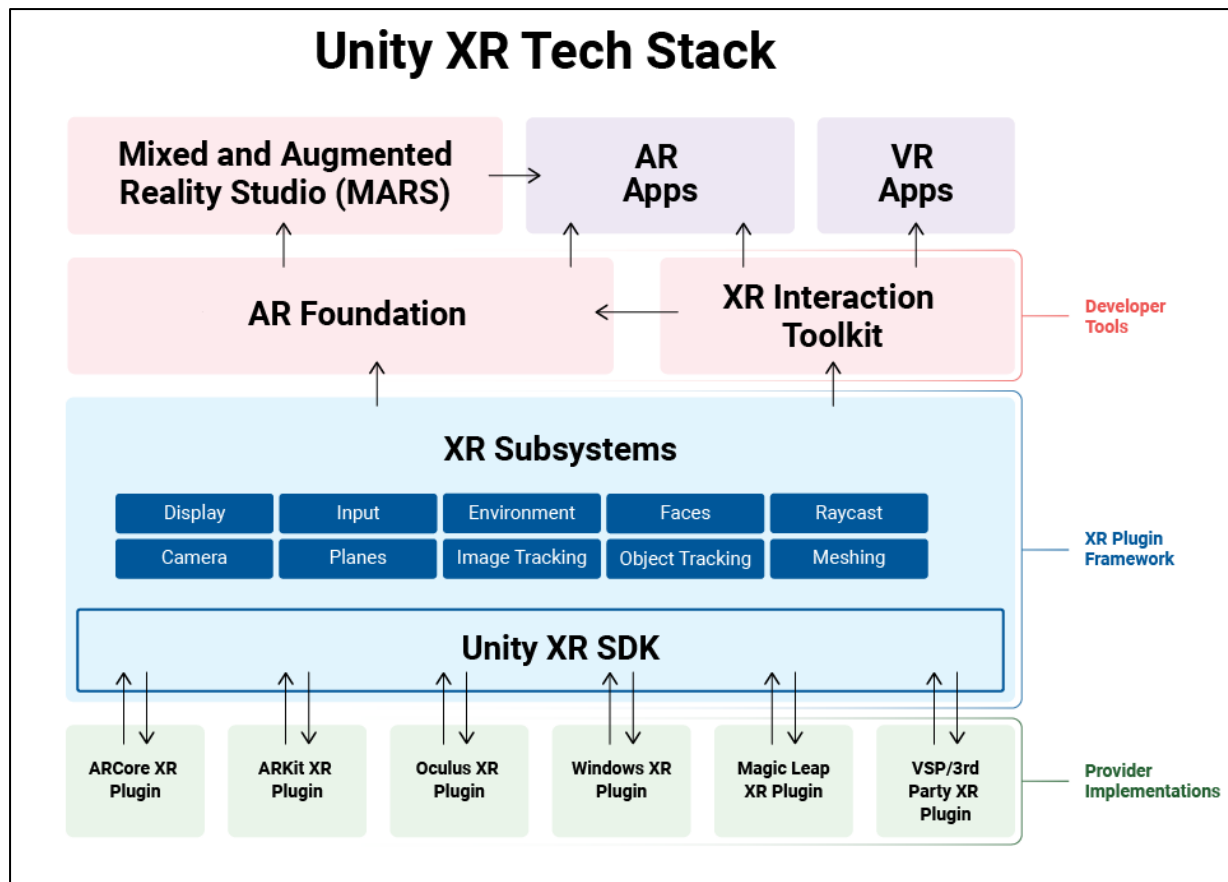 Unity XR Tech Stack
Mixed and Augmented
Reality Studio (MARS)
AR
Apps
VR
Apps
AR Foundation
XR Interaction
Toolkit
Developer
Tools
XR Subsystems
Display
Input
Environment
Faces
Raycast
Camera
Planes
Image Tracking
Object Tracking
Meshing
XR Plugin
Framework
Unity XR SDK
ARCore XR
Plugin
ARKit XR
Plugin
Oculus XR
Plugin
Windows XR
Plugin
Magic Leap
XR Plugin
VSP/3rd
Party XR
Plugin
Provider
Implementations